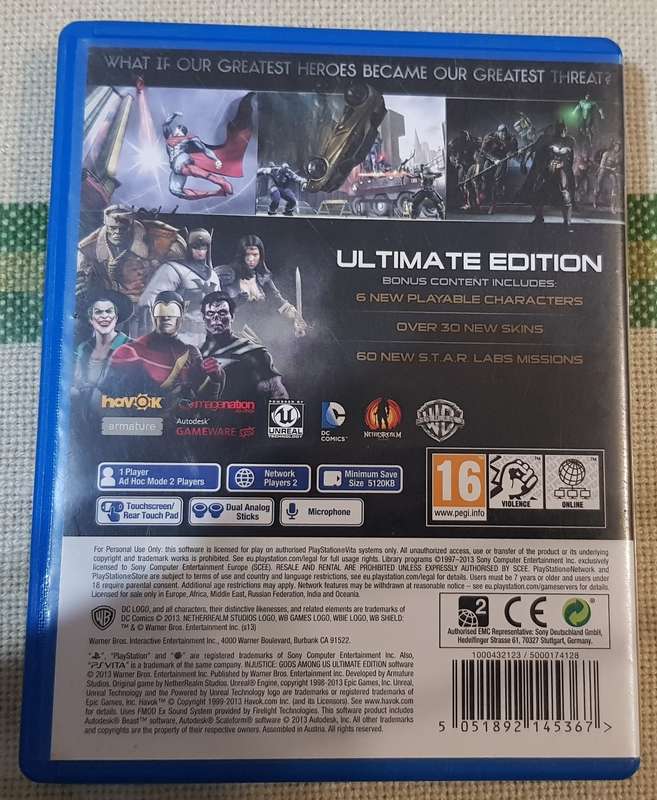 WHAT IF OUR GREATEST HEROES BECAME OUR GREATEST THREAT?
ULTIMATE EDITION
BONUS CONTENT INCLUDES:
6 NEW PLAYABLE CHARACTERS
OVER 30 NEW SKINS
60 NEW S.T.A.R. LABS MISSIONS
havok
imagenation
armature
Autodesk
GAMEWARE
POWERED BY
UNREAL
TECHNOLOGY
DC
COMICS™
NETHERREALM
STUDIOS
WB
1 Player
Ad Hoc Mode 2 Players
Network
Players 2
Minimum Save
Size 5120KB
Touchscreen/
Rear Touch Pad
Dual Analog
Sticks
Microphone
16
www.pegi.info
VIOLENCE
ONLINE
For Personal Use Only: this software is licensed for play on authorised PlayStation®Vita systems only. All unauthorized access, use or transfer of the product or its underlying
copyright and trademark works is prohibited. See eu.playstation.com/legal for full usage rights. Library programs ©1997–2013 Sony Computer Entertainment Inc. exclusively
licensed to Sony Computer Entertainment Europe (SCEE). RESALE AND RENTAL ARE PROHIBITED UNLESS EXPRESSLY AUTHORISED BY SCEE. PlayStation®Network and
PlayStation®Store are subject to terms of use and country and language restrictions, see eu.playstation.com/legal for details. Users must be 7 years or older and users under
18 require parental consent. Additional age restrictions may apply. Network features may be withdrawn at reasonable notice – see eu.playstation.com/gameservers for details.
Licensed for sale only in Europe, Africa, Middle East, Russian Federation, India and Oceania.
DC LOGO, and all characters, their distinctive likenesses, and related elements are trademarks of
DC Comics © 2013. NETHERREALM STUDIOS LOGO, WB GAMES LOGO, WBIE LOGO, WB SHIELD:
™ & © Warner Bros. Entertainment Inc. (s13)
Warner Bros. Interactive Entertainment Inc., 4000 Warner Boulevard, Burbank CA 91522.
"PlayStation" and are registered trademarks of Sony Computer Entertainment Inc. Also,
"PSVITA" is a trademark of the same company. INJUSTICE: GODS AMONG US ULTIMATE EDITION software
© 2013 Warner Bros. Entertainment Inc. Published by Warner Bros. Entertainment Inc. Developed by Armature
Studios. Original game by NetherRealm Studios. Unreal® Engine, copyright 1998-2013 Epic Games, Inc. Unreal,
Unreal Technology and the Powered by Unreal Technology logo are trademarks or registered trademarks of
Epic Games, Inc. Havok™ ©Copyright 1999-2013 Havok.com Inc. (and its Licensors). See www.havok.com
for details. Uses FMOD Ex Sound System provided by Firelight Technologies. This software product includes
Autodesk® Beast™ software, Autodesk® Scaleform® software © 2013 Autodesk, Inc. All other trademarks
and copyrights are the property of their respective owners. Assembled in Austria. All rights reserved.
2
CE
Authorised EMC Representative: Sony Deutschland GmbH,
Hedelfinger Strasse 61, 70327 Stuttgart, Germany
1000432123 / 5000174128
5 051892 145367 >